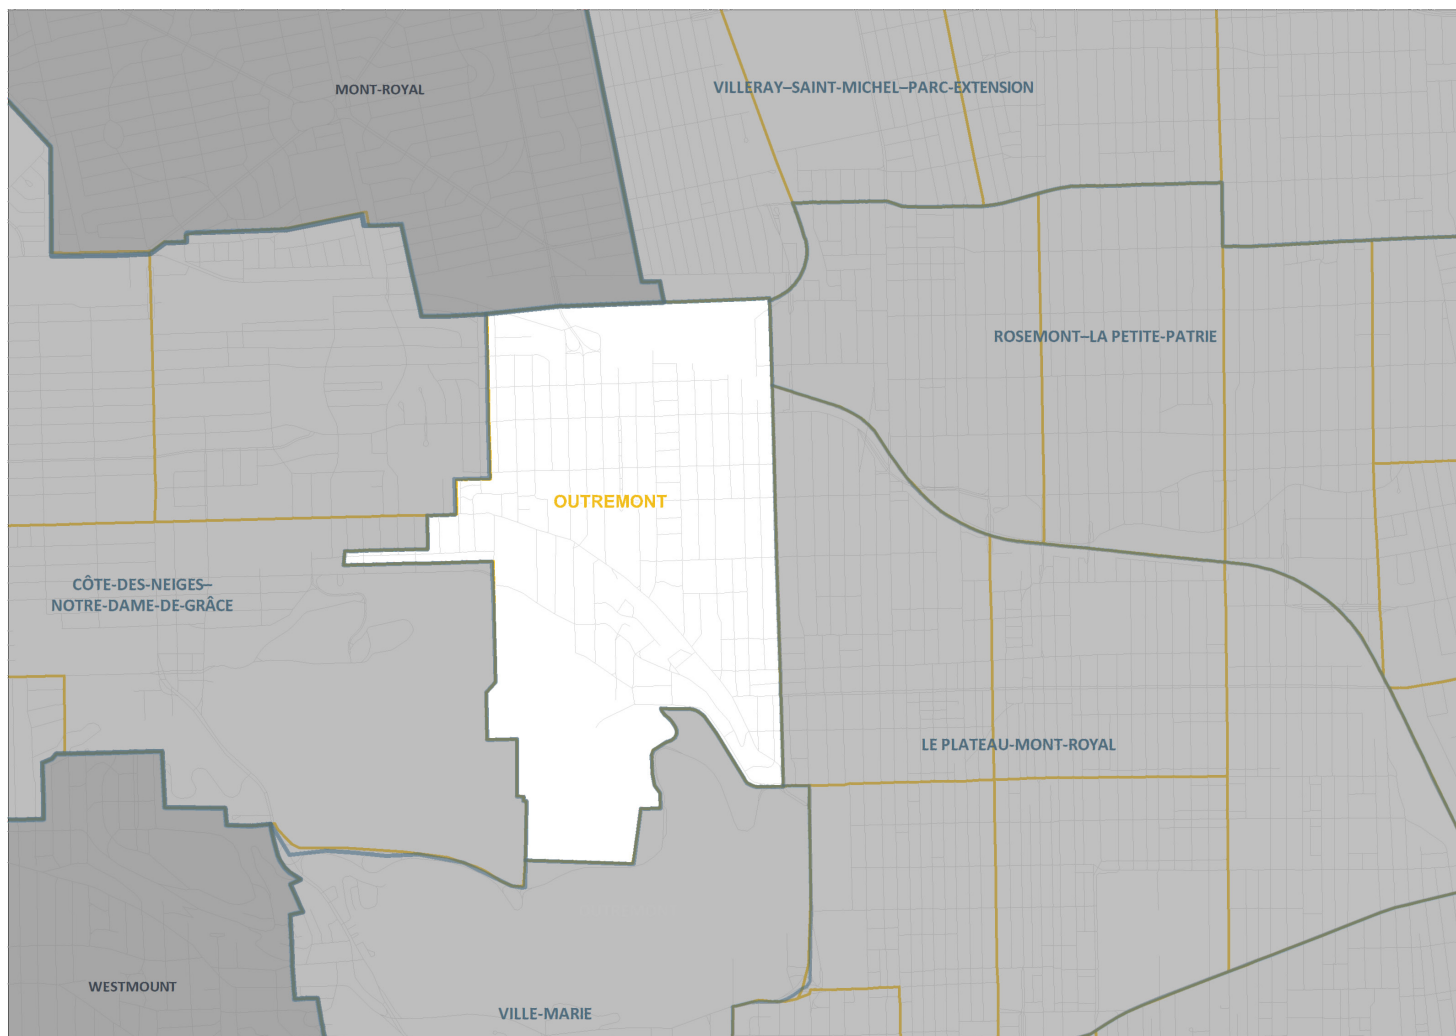 MONT-ROYAL
VILLERAY–SAINT-MICHEL–PARC-EXTENSION
ROSEMONT–LA PETITE-PATRIE
OUTREMONT
CÔTE-DES-NEIGES–
NOTRE-DAME-DE-GRÂCE
LE PLATEAU-MONT-ROYAL
WESTMOUNT
VILLE-MARIE